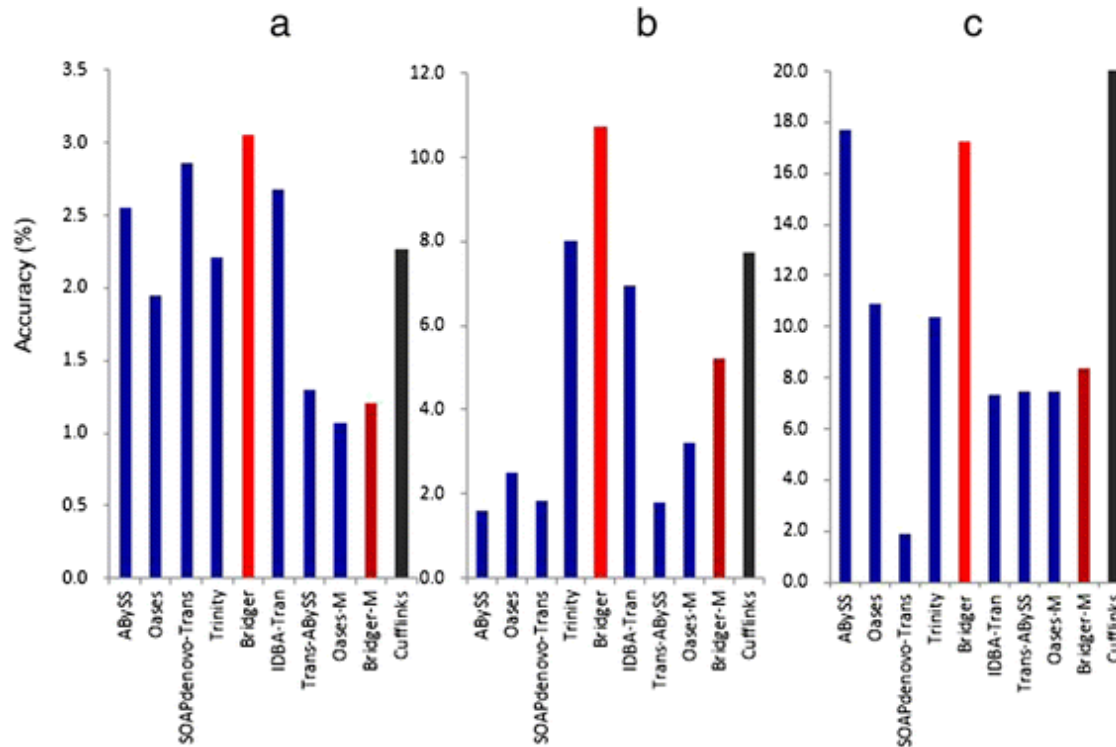 a
b
c
Accuracy (%)
3.5
3.0
2.5
2.0
1.5
1.0
0.5
0.0
ABySS
Oases
SOAPdenovo-Trans
Trinity
Bridger
IDBA-Tran
Trans-ABySS
Oases-M
Bridger-M
Cufflinks
12.0
10.0
8.0
6.0
4.0
2.0
0.0
ABySS
Oases
SOAPdenovo-Trans
Trinity
Bridger
IDBA-Tran
Trans-ABySS
Oases-M
Bridger-M
Cufflinks
20.0
18.0
16.0
14.0
12.0
10.0
8.0
6.0
4.0
2.0
0.0
ABySS
Oases
SOAPdenovo-Trans
Trinity
Bridger
IDBA-Tran
Trans-ABySS
Oases-M
Bridger-M
Cufflinks